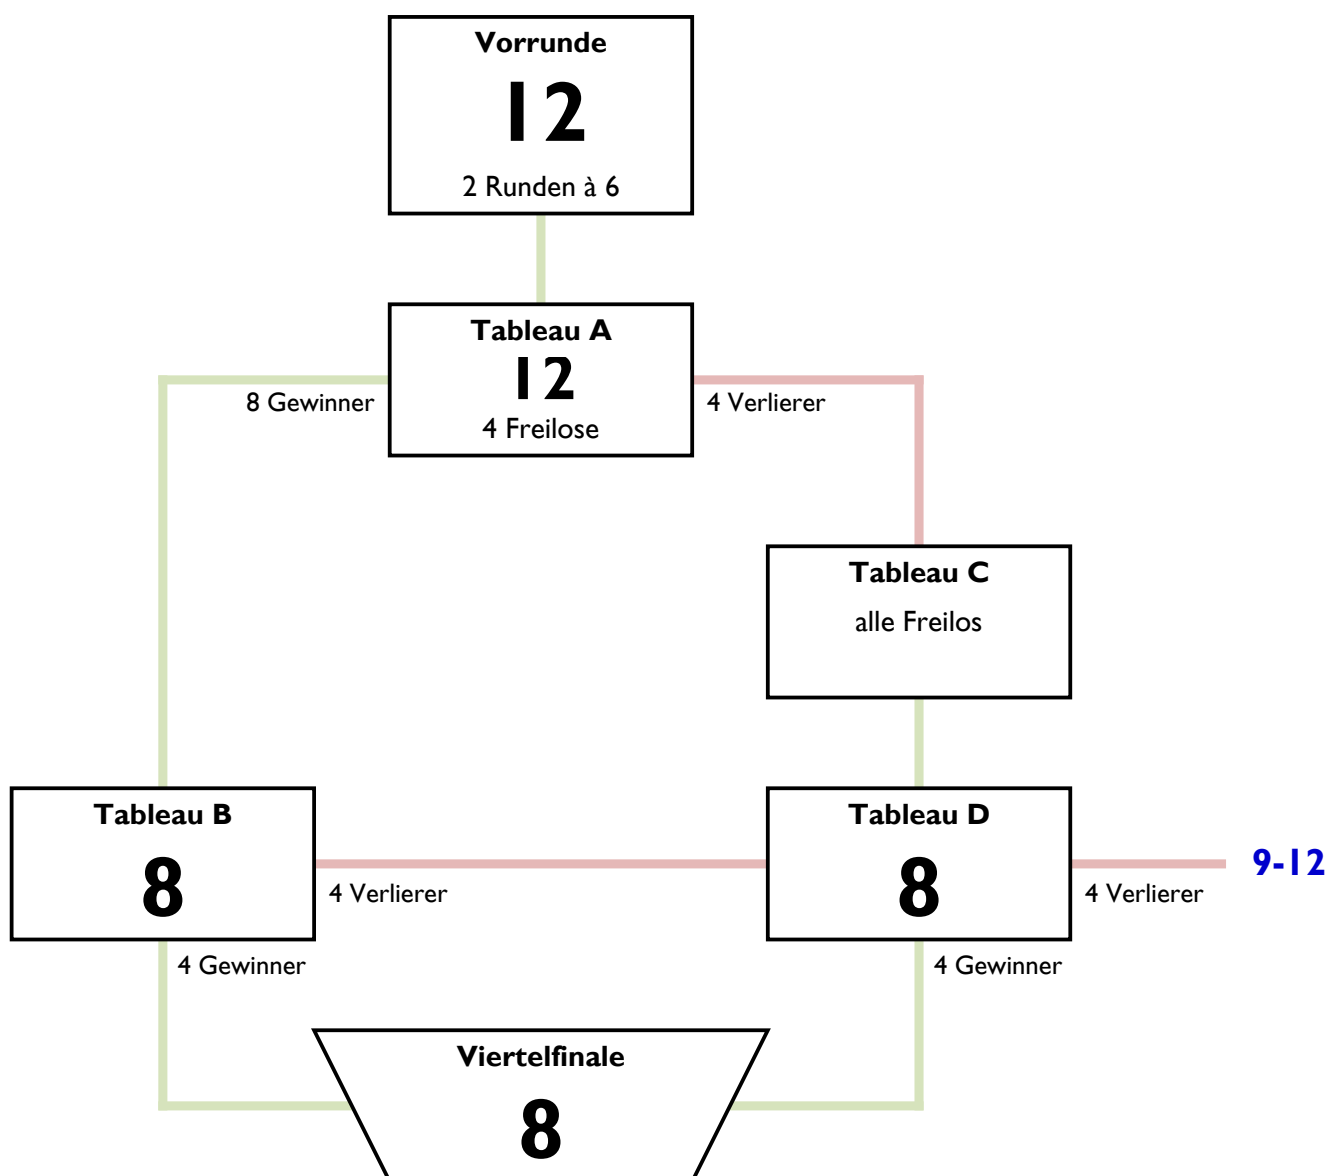 Vorrunde
12
2 Runden à 6
Tableau A
12
4 Freilose
8 Gewinner
4 Verlierer
Tableau C
alle Freilos
Tableau B
8
4 Verlierer
Tableau D
8
4 Verlierer
9-12
4 Gewinner
4 Gewinner
Viertelfinale
8